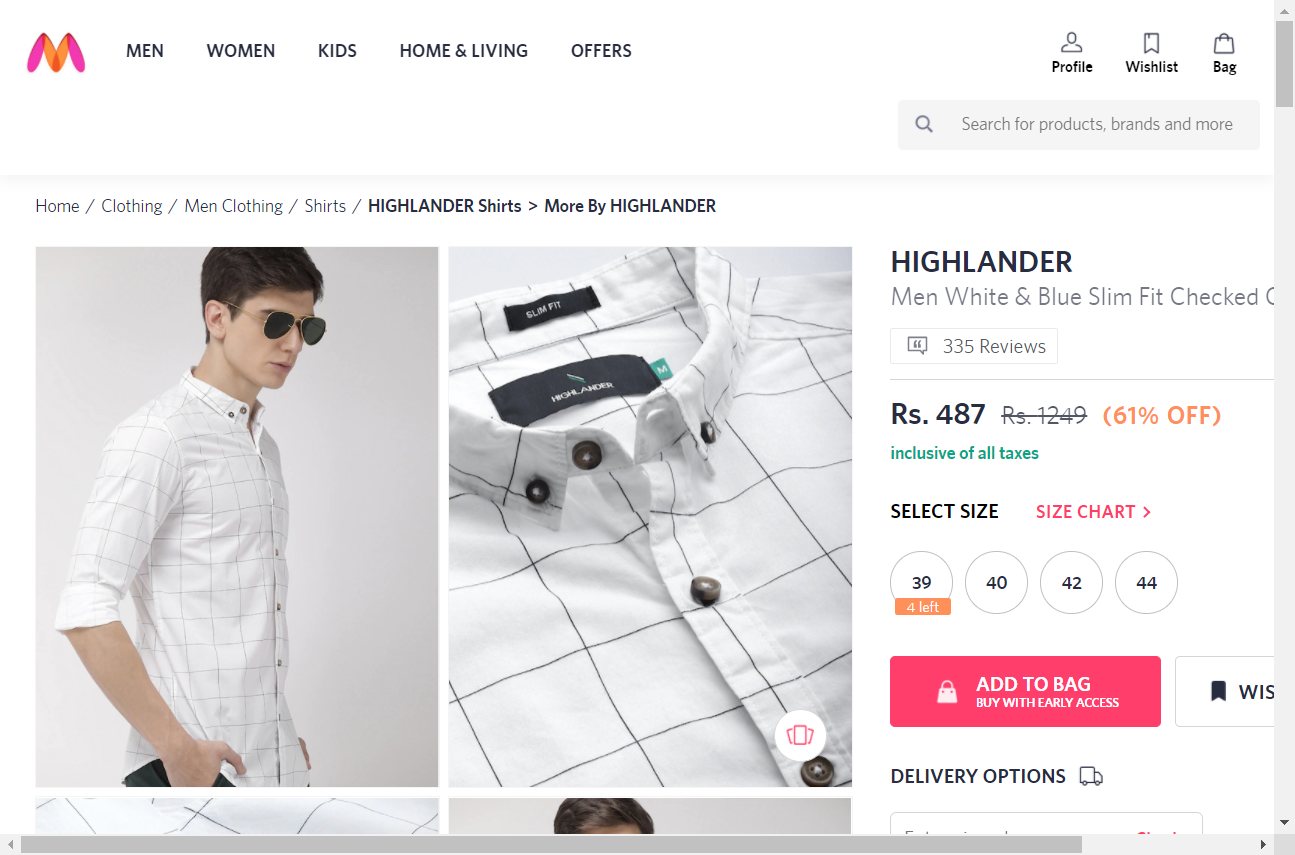 MEN WOMEN KIDS HOME & LIVING OFFERS
Profile Wishlist Bag
Search for products, brands and more
Home / Clothing / Men Clothing / Shirts / HIGHLANDER Shirts > More By HIGHLANDER
SLIM FIT
HIGHLANDER
M
HIGHLANDER
Men White & Blue Slim Fit Checked
335 Reviews
Rs. 487 Rs. 1249 (61% OFF)
inclusive of all taxes
SELECT SIZE SIZE CHART >
39 40 42 44
4 left
ADD TO BAG
BUY WITH EARLY ACCESS
WIS
DELIVERY OPTIONS